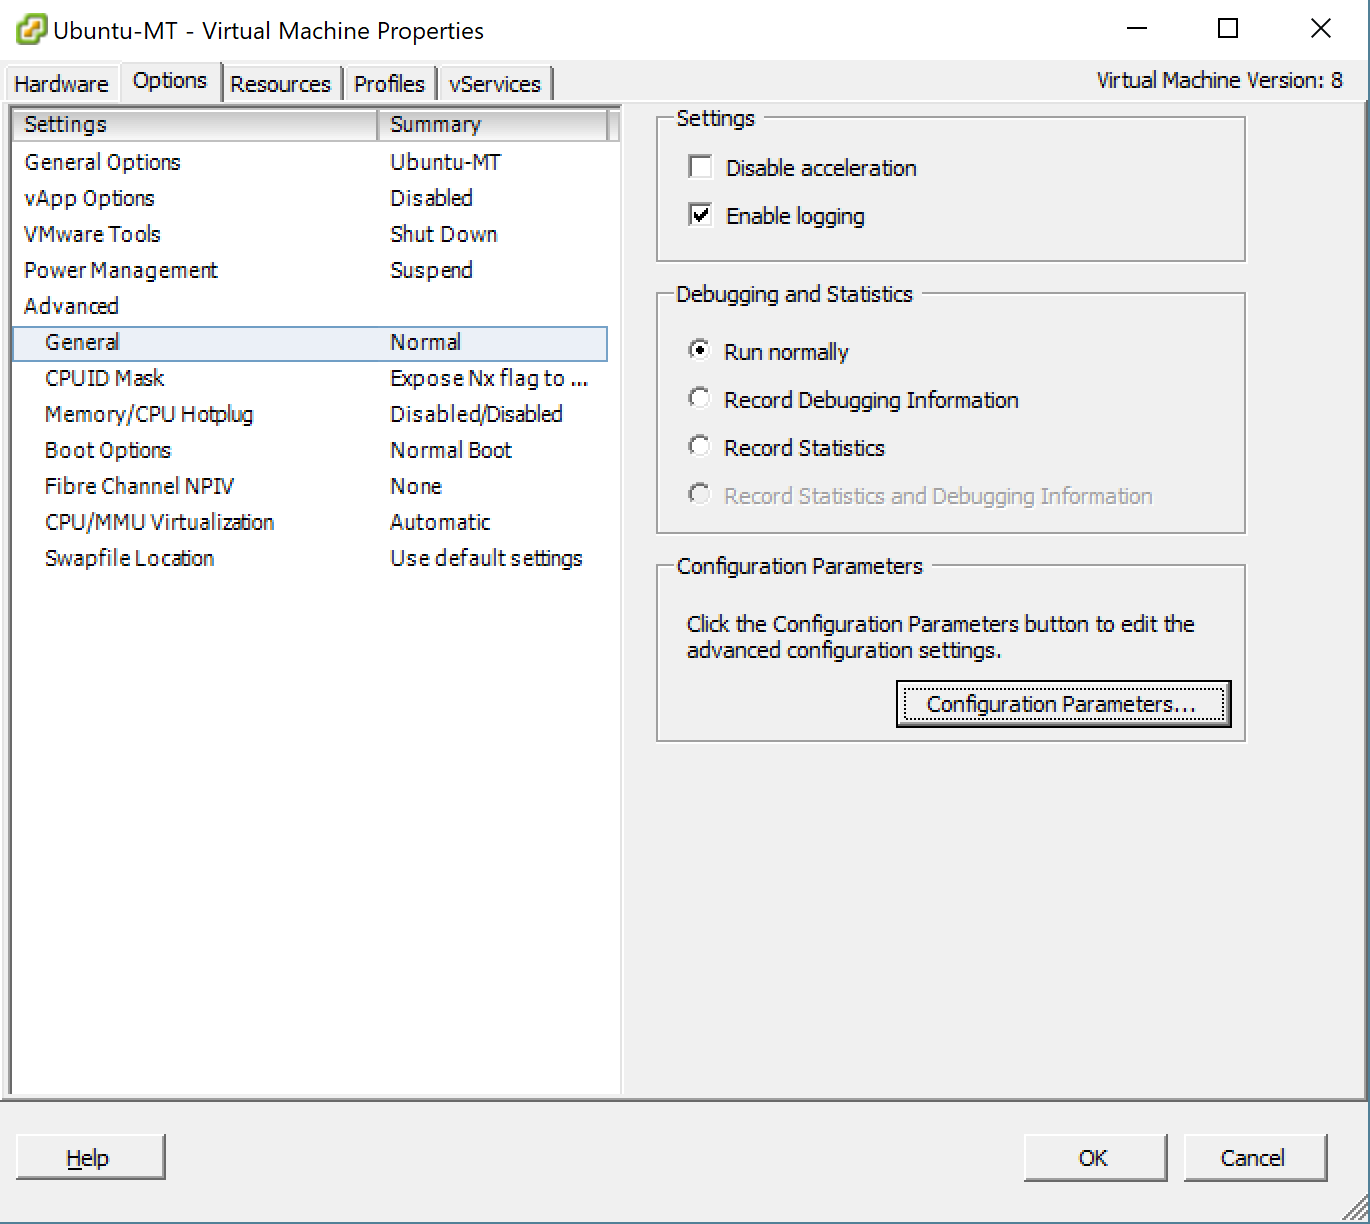 Ubuntu-MT - Virtual Machine Properties
Hardware Options Resources Profiles vServices Virtual Machine Version: 8
Settings Summary
General Options Ubuntu-MT
vApp Options Disabled
VMware Tools Shut Down
Power Management Suspend
Advanced
General Normal
CPUID Mask Expose Nx flag to ...
Memory/CPU Hotplug Disabled/Disabled
Boot Options Normal Boot
Fibre Channel NPIV None
CPU/MMU Virtualization Automatic
Swapfile Location Use default settings
Settings
Disable acceleration
Enable logging
Debugging and Statistics
Run normally
Record Debugging Information
Record Statistics
Record Statistics and Debugging Information
Configuration Parameters
Click the Configuration Parameters button to edit the
advanced configuration settings.
Configuration Parameters...
Help OK Cancel